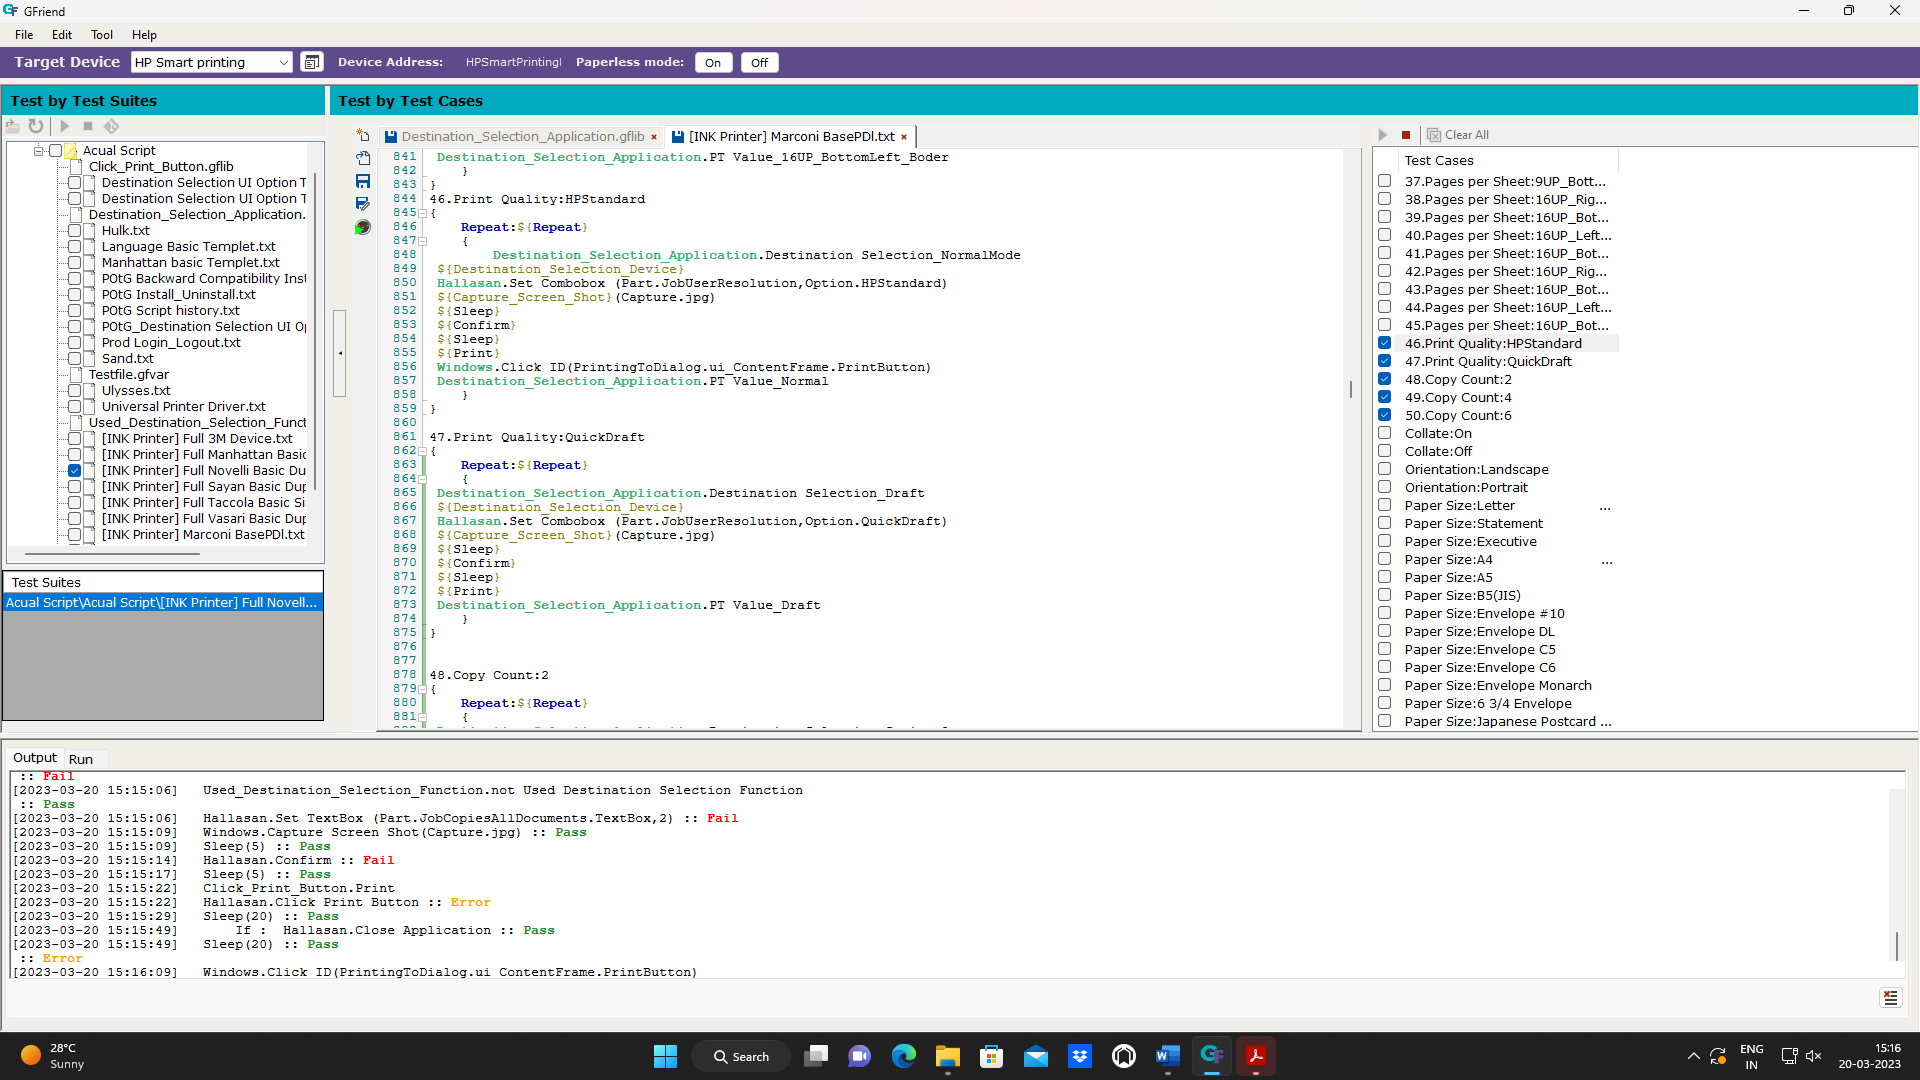 GFriend
File Edit Tool Help
Target Device HP Smart printing Device Address: HPSmartPrintingI Paperless mode: On Off
Test by Test Suites
Acual Script
Click_Print_Button.gflib
Destination Selection UI Option T
Destination Selection UI Option T
Destination_Selection_Application.
Hulk.txt
Language Basic Templet.txt
Manhattan basic Templet.txt
POtG Backward Compatibility Inst
POtG Install_Uninstall.txt
POtG Script history.txt
POtG_Destination Selection UI Op
Prod Login_Logout.txt
Sand.txt
Testfile.gfvar
Ulysses.txt
Universal Printer Driver.txt
Used_Destination_Selection_Funct
[INK Printer] Full 3M Device.txt
[INK Printer] Full Manhattan Basic
[INK Printer] Full Novelli Basic Du
[INK Printer] Full Sayan Basic Dup
[INK Printer] Full Taccola Basic Si
[INK Printer] Full Vasari Basic Dup
[INK Printer] Marconi BasePDl.txt
Test Suites
Acual Script\Acual Script\[INK Printer] Full Novell...
Test by Test Cases
Destination_Selection_Application.gflib × [INK Printer] Marconi BasePDl.txt ×
841 Destination_Selection_Application.PT Value_16UP_BottomLeft_Boder
842 }
843 }
844 46.Print Quality:HPStandard
845 {
846 Repeat:${Repeat}
847 {
848 Destination_Selection_Application.Destination Selection_NormalMode
849 ${Destination_Selection_Device}
850 Hallasan.Set Combobox (Part.JobUserResolution,Option.HPStandard)
851 ${Capture_Screen_Shot}(Capture.jpg)
852 ${Sleep}
853 ${Confirm}
854 ${Sleep}
855 ${Print}
856 Windows.Click ID(PrintingToDialog.ui_ContentFrame.PrintButton)
857 Destination_Selection_Application.PT Value_Normal
858 }
859 }
860
861 47.Print Quality:QuickDraft
862 {
863 Repeat:${Repeat}
864 {
865 Destination_Selection_Application.Destination Selection_Draft
866 ${Destination_Selection_Device}
867 Hallasan.Set Combobox (Part.JobUserResolution,Option.QuickDraft)
868 ${Capture_Screen_Shot}(Capture.jpg)
869 ${Sleep}
870 ${Confirm}
871 ${Sleep}
872 ${Print}
873 Destination_Selection_Application.PT Value_Draft
874 }
875 }
876
877
878 48.Copy Count:2
879 {
880 Repeat:${Repeat}
881 {
Clear All
Test Cases
37.Pages per Sheet:9UP_Bott...
38.Pages per Sheet:16UP_Rig...
39.Pages per Sheet:16UP_Bot...
40.Pages per Sheet:16UP_Left...
41.Pages per Sheet:16UP_Bot...
42.Pages per Sheet:16UP_Rig...
43.Pages per Sheet:16UP_Bot...
44.Pages per Sheet:16UP_Left...
45.Pages per Sheet:16UP_Bot...
46.Print Quality:HPStandard
47.Print Quality:QuickDraft
48.Copy Count:2
49.Copy Count:4
50.Copy Count:6
Collate:On
Collate:Off
Orientation:Landscape
Orientation:Portrait
Paper Size:Letter ...
Paper Size:Statement
Paper Size:Executive
Paper Size:A4 ...
Paper Size:A5
Paper Size:B5(JIS)
Paper Size:Envelope #10
Paper Size:Envelope DL
Paper Size:Envelope C5
Paper Size:Envelope C6
Paper Size:Envelope Monarch
Paper Size:6 3/4 Envelope
Paper Size:Japanese Postcard ...
Output Run
:: Fail
[2023-03-20 15:15:06] Used_Destination_Selection_Function.not Used Destination Selection Function
:: Pass
[2023-03-20 15:15:06] Hallasan.Set TextBox (Part.JobCopiesAllDocuments.TextBox,2) :: Fail
[2023-03-20 15:15:09] Windows.Capture Screen Shot(Capture.jpg) :: Pass
[2023-03-20 15:15:09] Sleep(5) :: Pass
[2023-03-20 15:15:14] Hallasan.Confirm :: Fail
[2023-03-20 15:15:17] Sleep(5) :: Pass
[2023-03-20 15:15:22] Click_Print_Button.Print
[2023-03-20 15:15:22] Hallasan.Click Print Button :: Error
[2023-03-20 15:15:29] Sleep(20) :: Pass
[2023-03-20 15:15:49] If : Hallasan.Close Application :: Pass
[2023-03-20 15:15:49] Sleep(20) :: Pass
:: Error
[2023-03-20 15:16:09] Windows.Click ID(PrintingToDialog.ui ContentFrame.PrintButton)
28°C
Sunny
Search
ENG
IN
15:16
20-03-2023